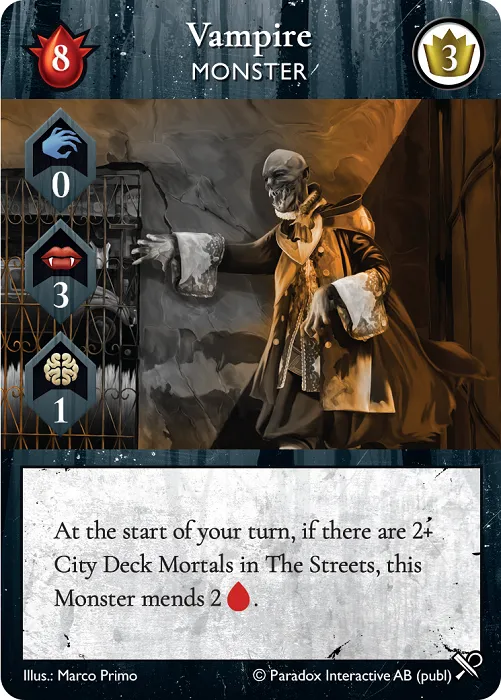 Vampire
MONSTER
8
3
0
3
1
At the start of your turn, if there are 2+
City Deck Mortals in The Streets, this
Monster mends 2 .
Illus.: Marco Primo
© Paradox Interactive AB (publ)